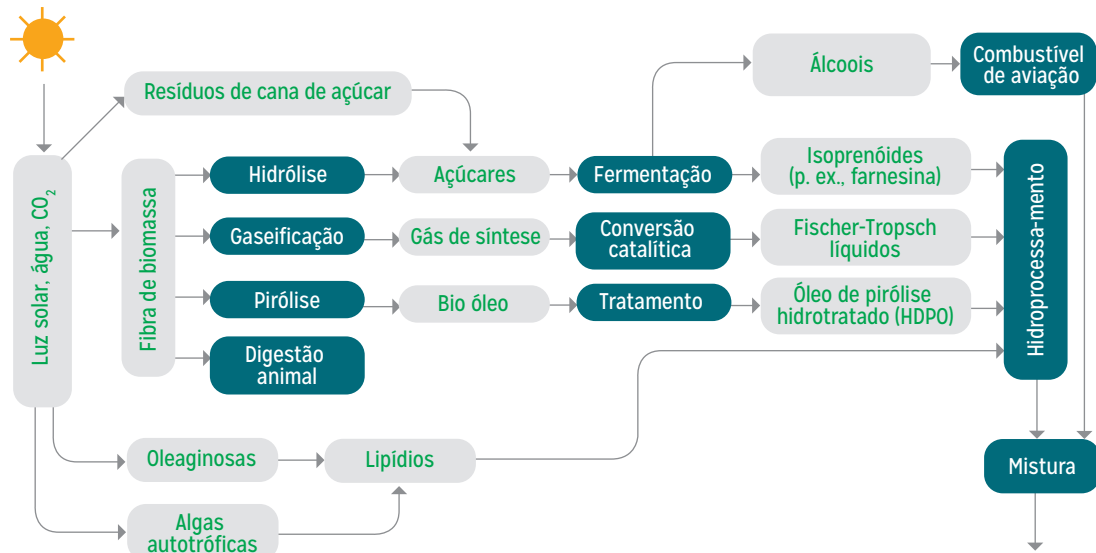 Álcoois
Combustível
de aviação
Resíduos de cana de açúcar
Luz solar, água, CO₂
Fibra de biomassa
Hidrólise
Açúcares
Fermentação
Isoprenóides
(p. ex., farnesina)
Gaseificação
Gás de síntese
Conversão
catalítica
Fischer-Tropsch
líquidos
Pirólise
Bio óleo
Tratamento
Óleo de pirólise
hidrotratado (HDPO)
Hidroprocessa-mento
Digestão
animal
Oleaginosas
Lipídios
Mistura
Algas
autotróficas